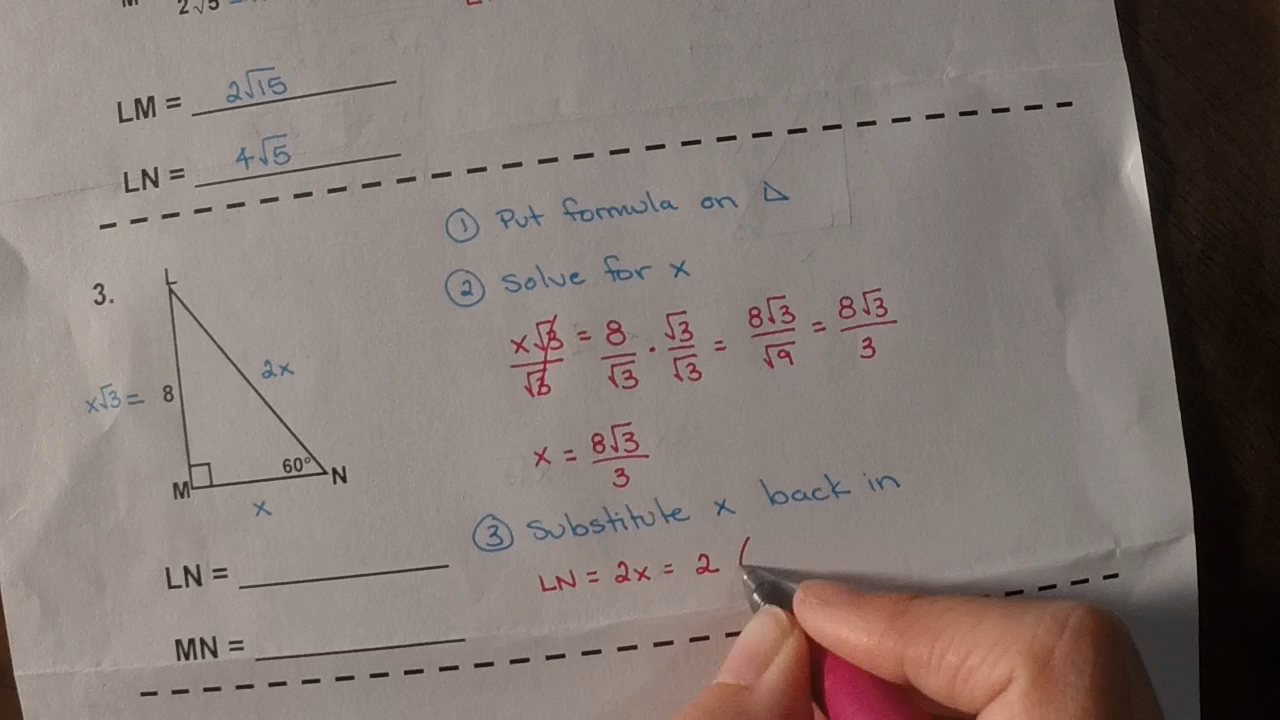 M 2√5
LM = 2√15
LN = 4√5
① Put formula on △
② Solve for x
3.
L
x√3 = 8
2x
60°
M
N
x
x√3/√3 = 8/√3 · √3/√3 = 8√3/√9 = 8√3/3
x = 8√3/3
③ Substitute x back in
LN = 2x = 2 (
LN =
MN =